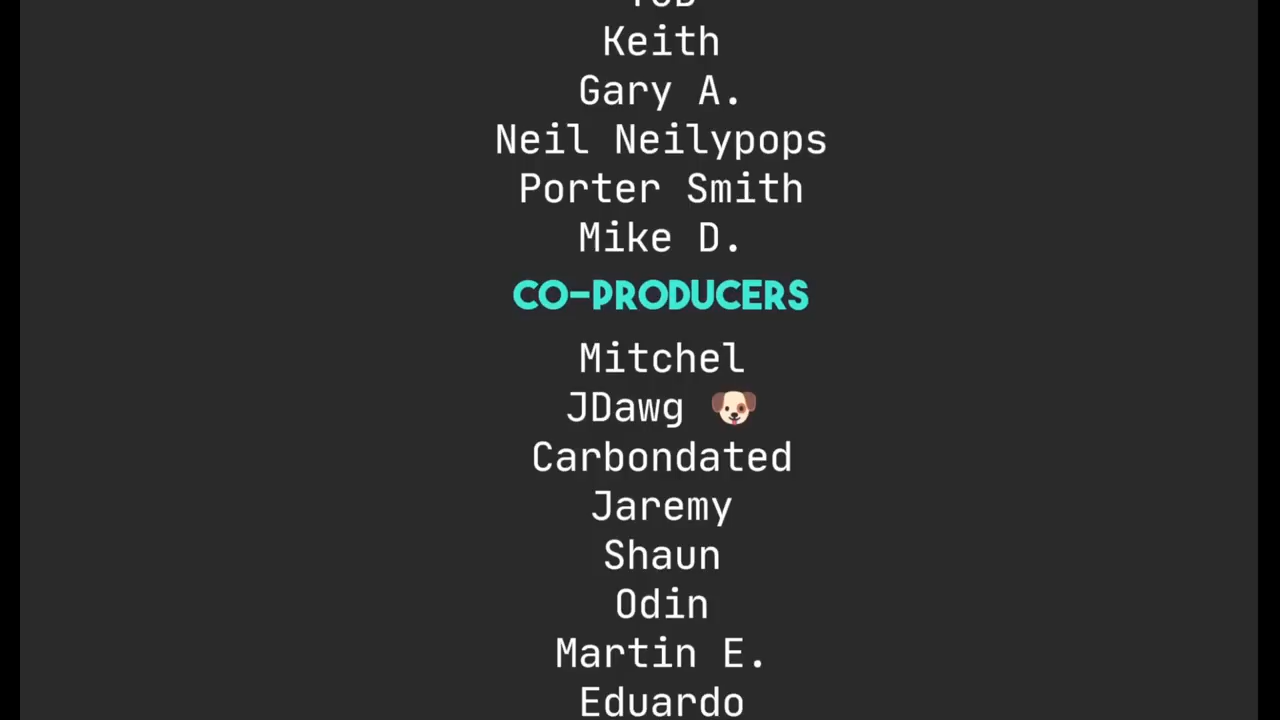 Keith
Gary A.
Neil Neilypops
Porter Smith
Mike D.
CO-PRODUCERS
Mitchel
JDawg 🐶
Carbondated
Jaremy
Shaun
Odin
Martin E.
Eduardo